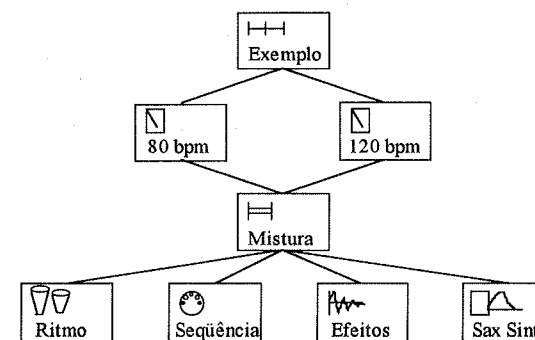 Exemplo
80 bpm
120 bpm
Mistura
Ritmo
Seqüência
Efeitos
Sax Sint